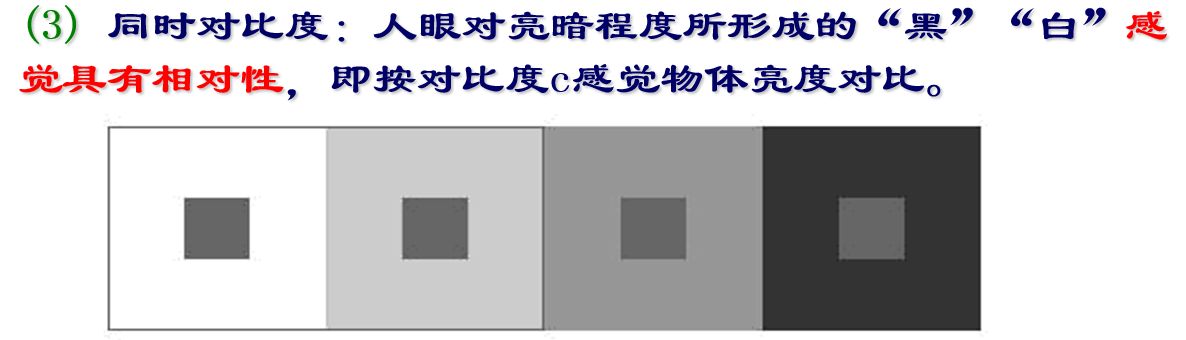 (3) 同时对比度：人眼对亮暗程度所形成的“黑”“白”感
觉具有相对性，即按对比度c感觉物体亮度对比。